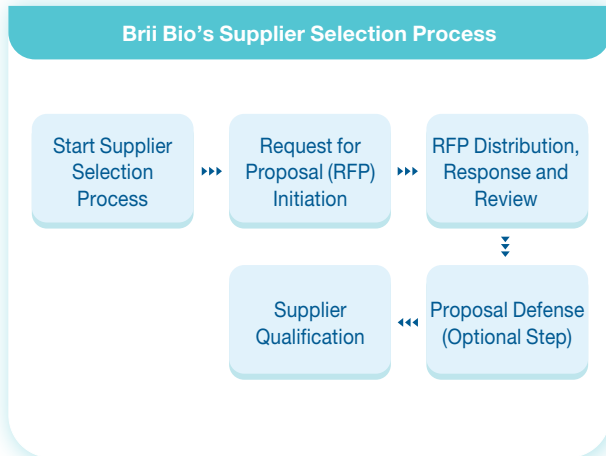 Brii Bio’s Supplier Selection Process
Start Supplier
Selection
Process
Request for
Proposal (RFP)
Initiation
RFP Distribution,
Response and
Review
Proposal Defense
(Optional Step)
Supplier
Qualification